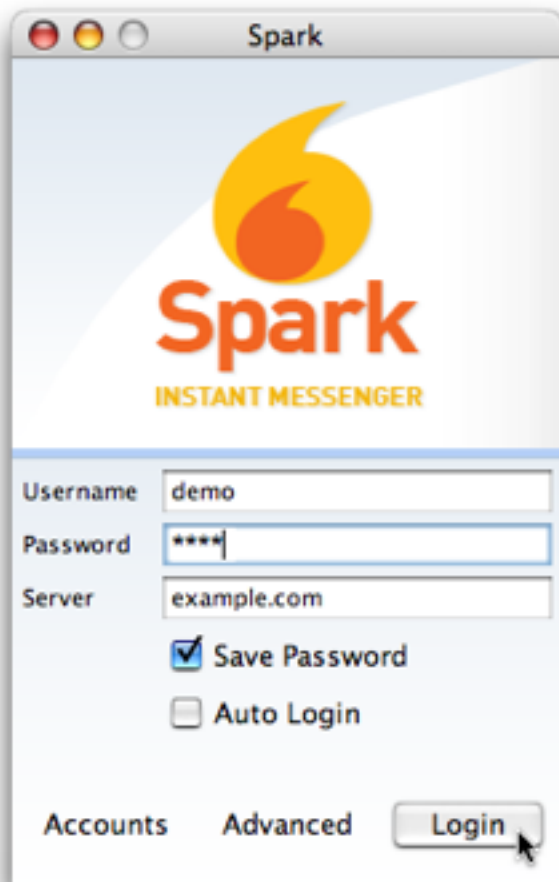 Spark
Spark
INSTANT MESSENGER
Username demo
Password ****
Server example.com
Save Password
Auto Login
Accounts Advanced Login